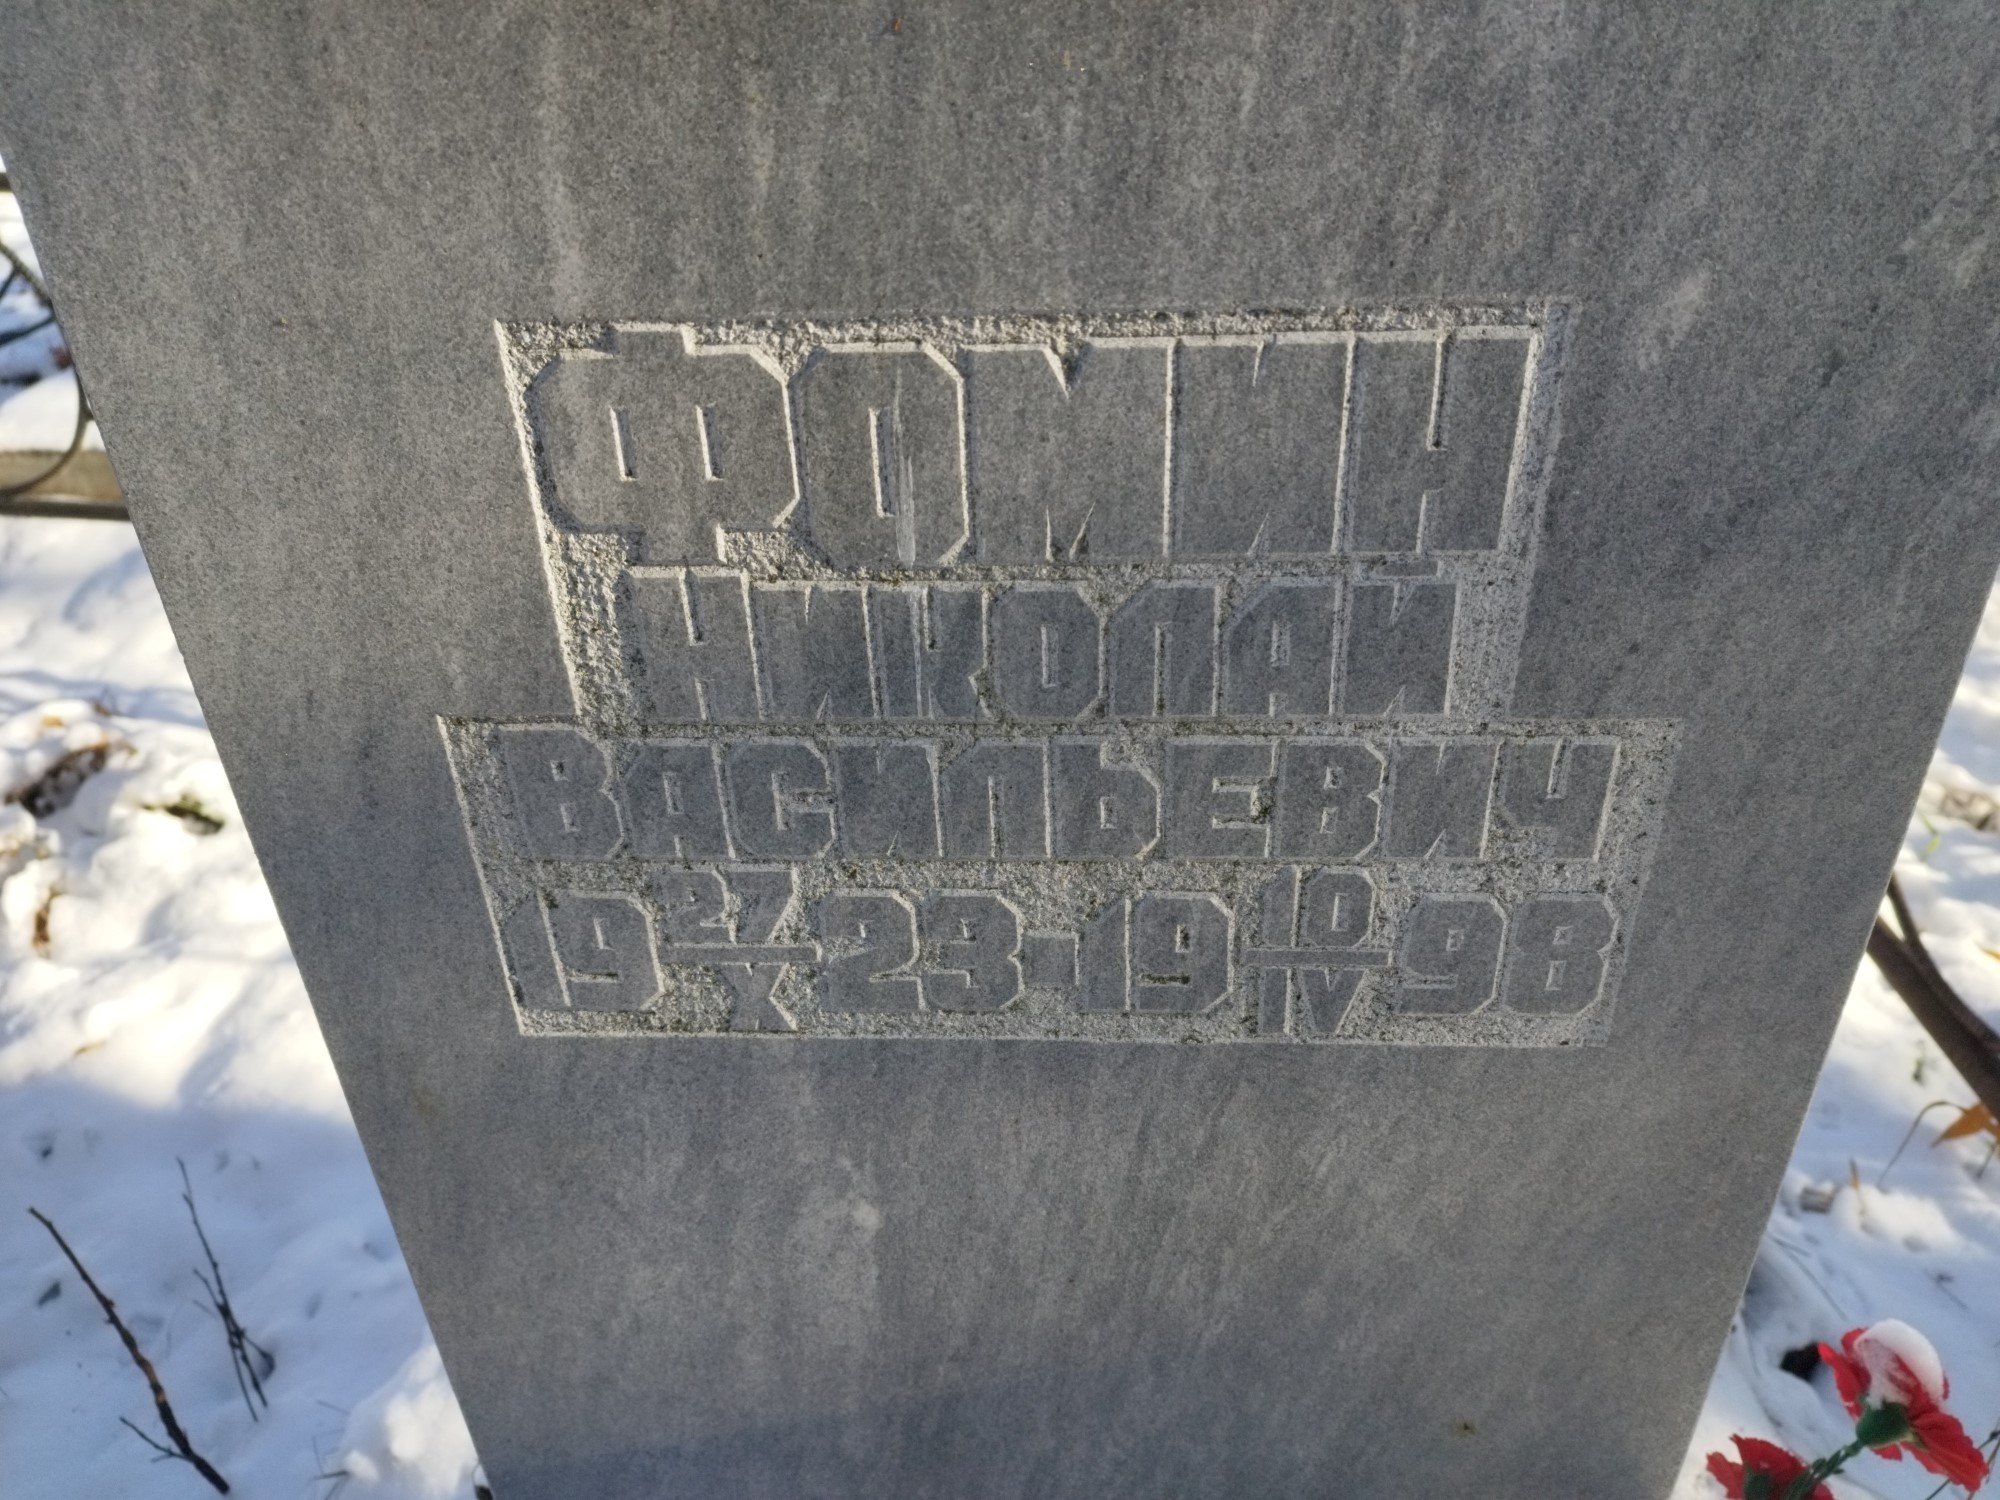 ФОМИН
НИКОЛАЙ
ВАСИЛЬЕВИЧ
19 27/X 23-19 10/IV 98